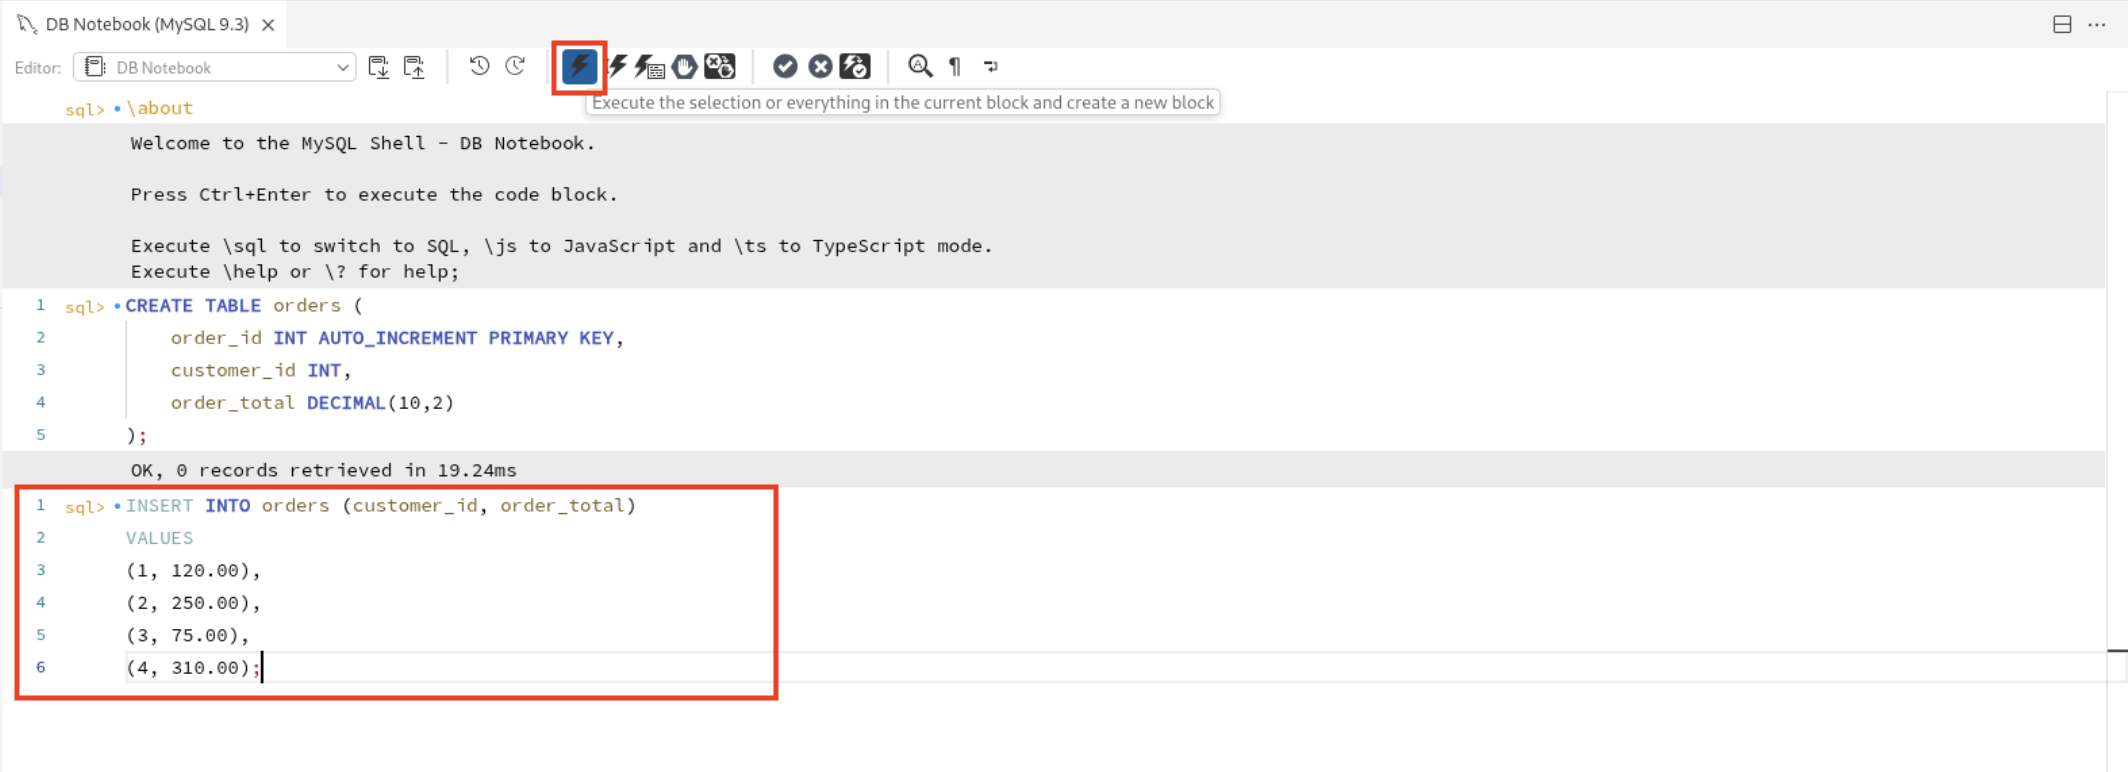 DB Notebook (MySQL 9.3)
Editor: DB Notebook
Execute the selection or everything in the current block and create a new block
sql> \about
Welcome to the MySQL Shell - DB Notebook.
Press Ctrl+Enter to execute the code block.
Execute \sql to switch to SQL, \js to JavaScript and \ts to TypeScript mode.
Execute \help or \? for help;
1 sql> CREATE TABLE orders (
2 order_id INT AUTO_INCREMENT PRIMARY KEY,
3 customer_id INT,
4 order_total DECIMAL(10,2)
5 );
OK, 0 records retrieved in 19.24ms
1 sql> INSERT INTO orders (customer_id, order_total)
2 VALUES
3 (1, 120.00),
4 (2, 250.00),
5 (3, 75.00),
6 (4, 310.00);